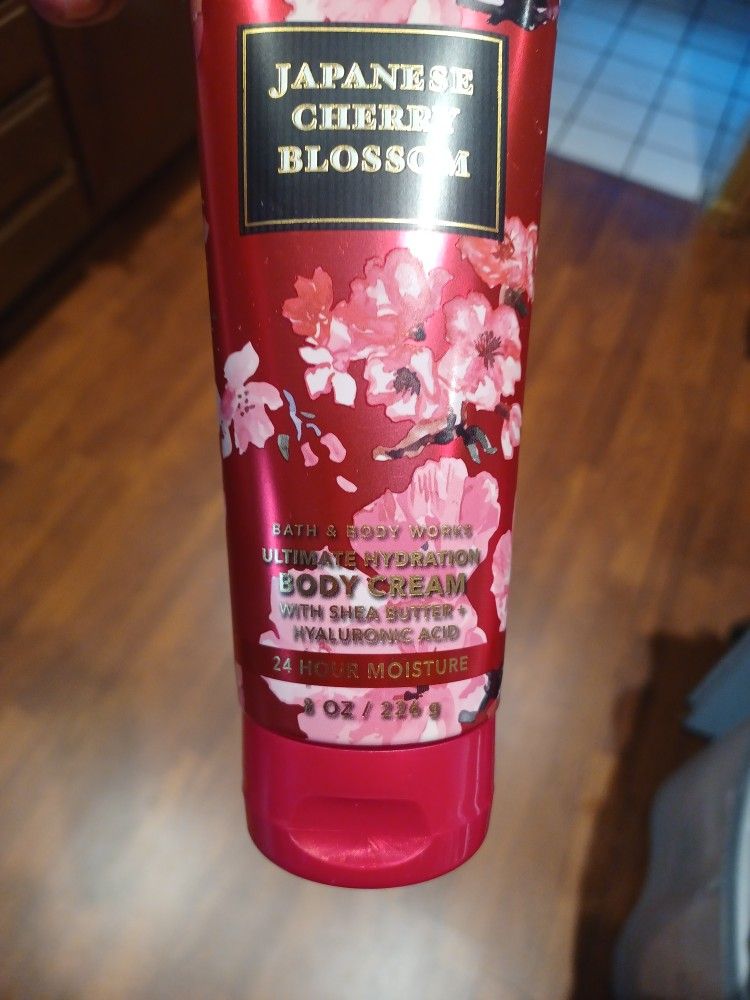 JAPANESE
CHERRY
BLOSSOM
BATH & BODY WORKS
ULTIMATE HYDRATION
BODY CREAM
WITH SHEA BUTTER +
HYALURONIC ACID
24 HOUR MOISTURE
8 OZ / 226 g